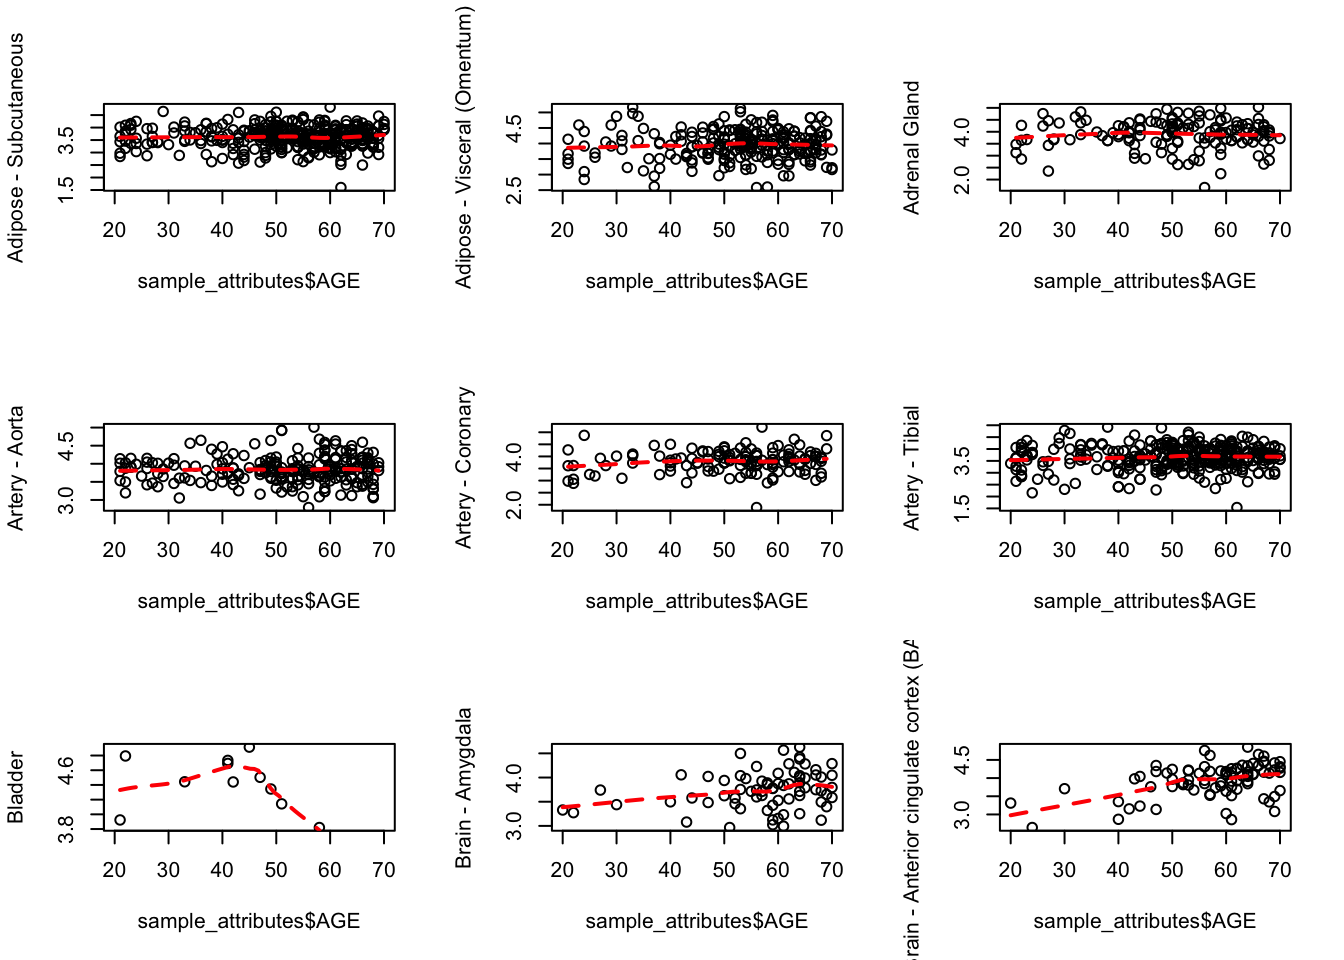 Adipose - Subcutaneous
1.5 3.5
20 30 40 50 60 70
sample_attributes$AGE
Adipose - Visceral (Omentum)
2.5 4.5
20 30 40 50 60 70
sample_attributes$AGE
Adrenal Gland
2.0 4.0
20 30 40 50 60 70
sample_attributes$AGE
Artery - Aorta
3.0 4.5
20 30 40 50 60 70
sample_attributes$AGE
Artery - Coronary
2.0 4.0
20 30 40 50 60 70
sample_attributes$AGE
Artery - Tibial
1.5 3.5
20 30 40 50 60 70
sample_attributes$AGE
Bladder
3.8 4.6
20 30 40 50 60 70
sample_attributes$AGE
Brain - Amygdala
3.0 4.0
20 30 40 50 60 70
sample_attributes$AGE
rain - Anterior cingulate cortex (BA
3.0 4.5
20 30 40 50 60 70
sample_attributes$AGE